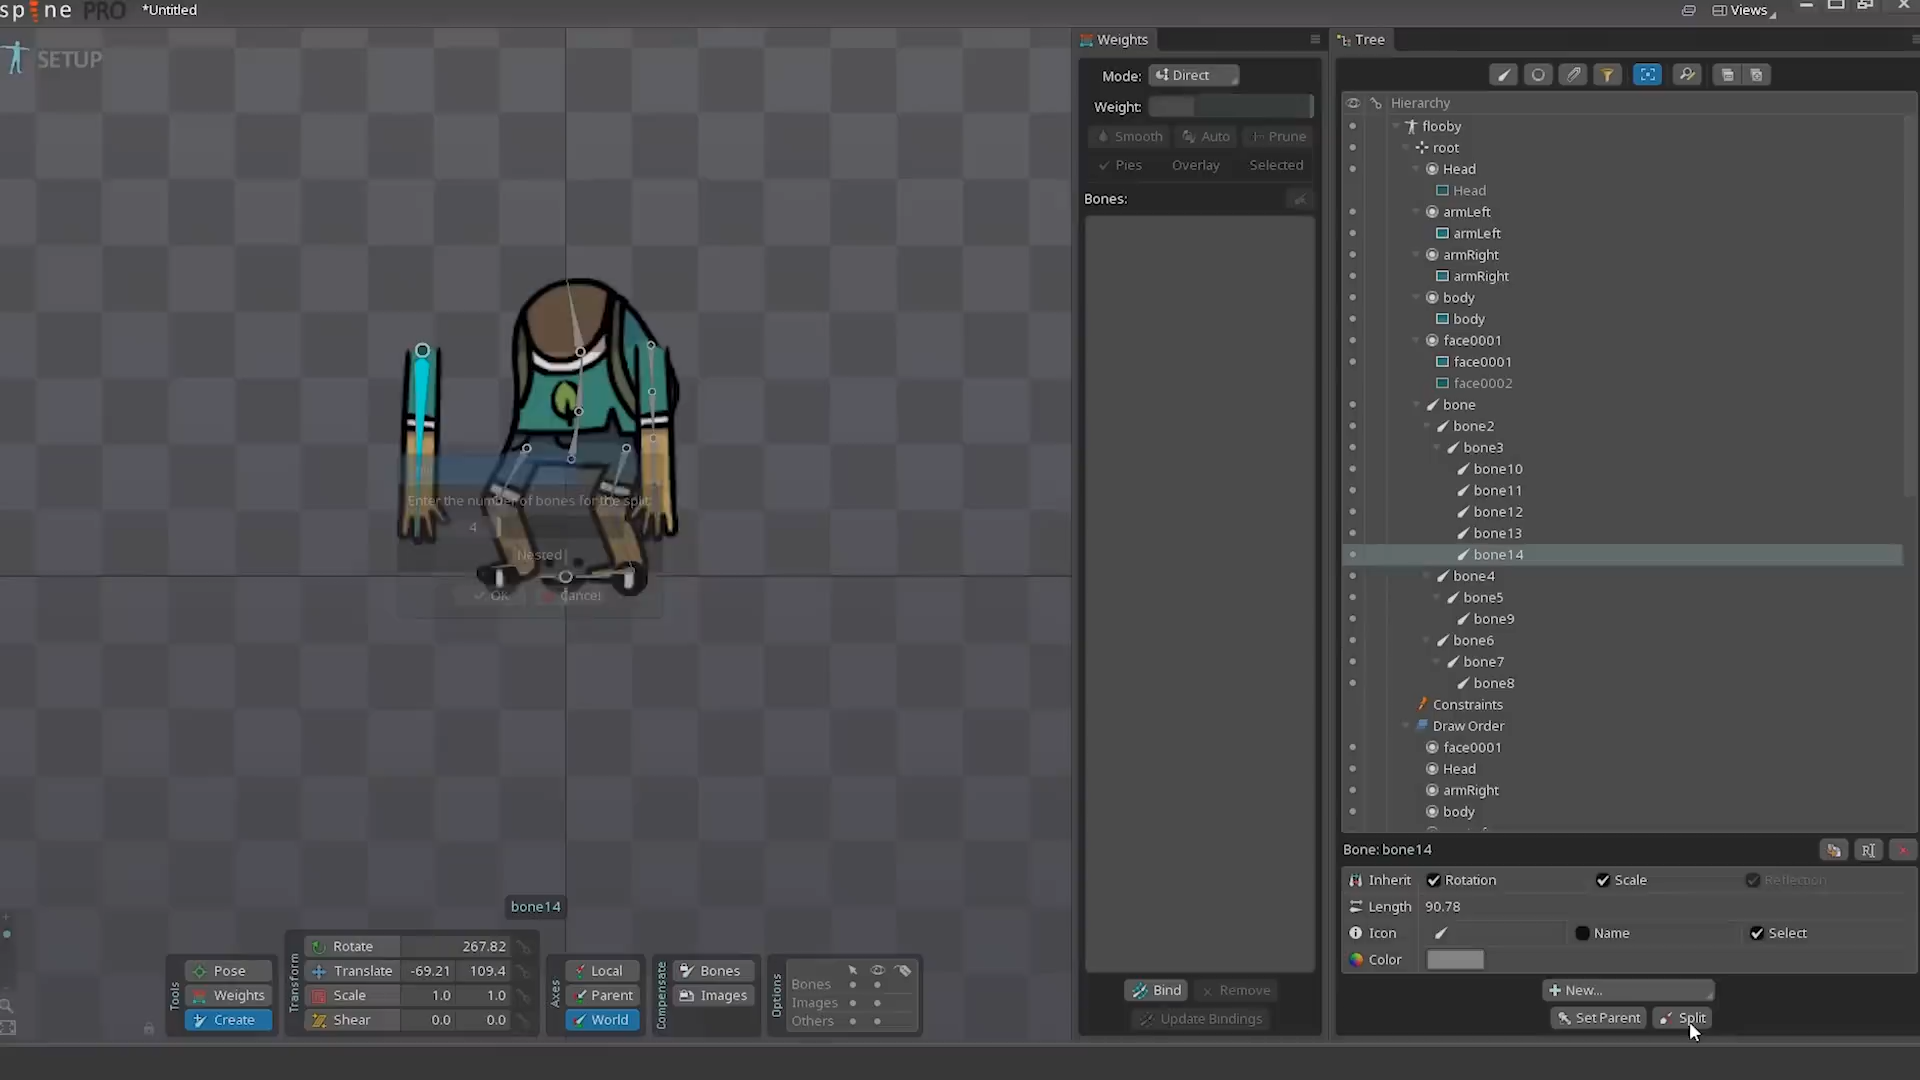 spine PRO *Untitled Views
SETUP
Enter the number of bones for the split:
4
Nested
OK Cancel
bone14
Tools
Pose
Weights
Create
Transform
Rotate 267.82
Translate -69.21 109.4
Scale 1.0 1.0
Shear 0.0 0.0
Axes
Local
Parent
World
Compensate
Bones
Images
Options
Bones
Images
Others
Weights
Mode: Direct
Weight:
Smooth Auto Prune
Pies Overlay Selected
Bones:
Bind Remove
Update Bindings
Tree
Hierarchy
flooby
root
Head
Head
armLeft
armLeft
armRight
armRight
body
body
face0001
face0001
face0002
bone
bone2
bone3
bone10
bone11
bone12
bone13
bone14
bone4
bone5
bone9
bone6
bone7
bone8
Constraints
Draw Order
face0001
Head
armRight
body
Bone: bone14
Inherit Rotation Scale Reflection
Length 90.78
Icon Name Select
Color
New...
Set Parent Split